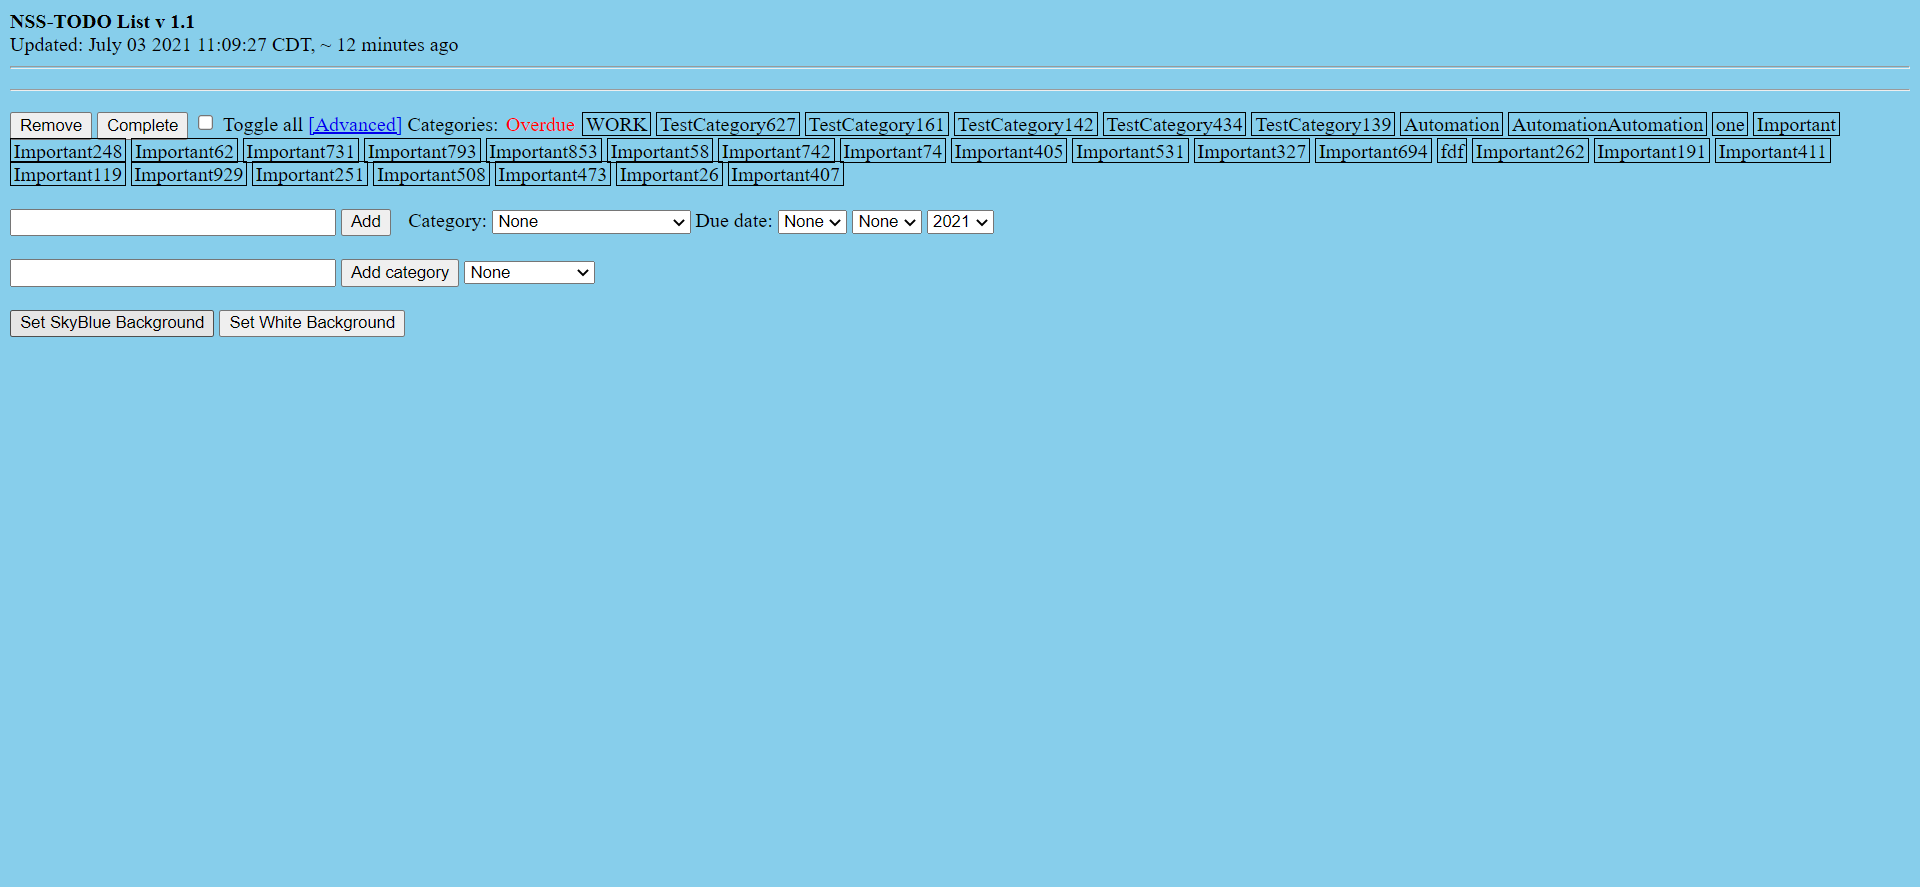 NSS-TODO List v 1.1
Updated: July 03 2021 11:09:27 CDT, ~ 12 minutes ago
Remove Complete Toggle all [Advanced] Categories: Overdue WORK TestCategory627 TestCategory161 TestCategory142 TestCategory434 TestCategory139 Automation AutomationAutomation one Important
Important248 Important62 Important731 Important793 Important853 Important58 Important742 Important74 Important405 Important531 Important327 Important694 fdf Important262 Important191 Important411
Important119 Important929 Important251 Important508 Important473 Important26 Important407
Add Category: None Due date: None None 2021
Add category None
Set SkyBlue Background Set White Background